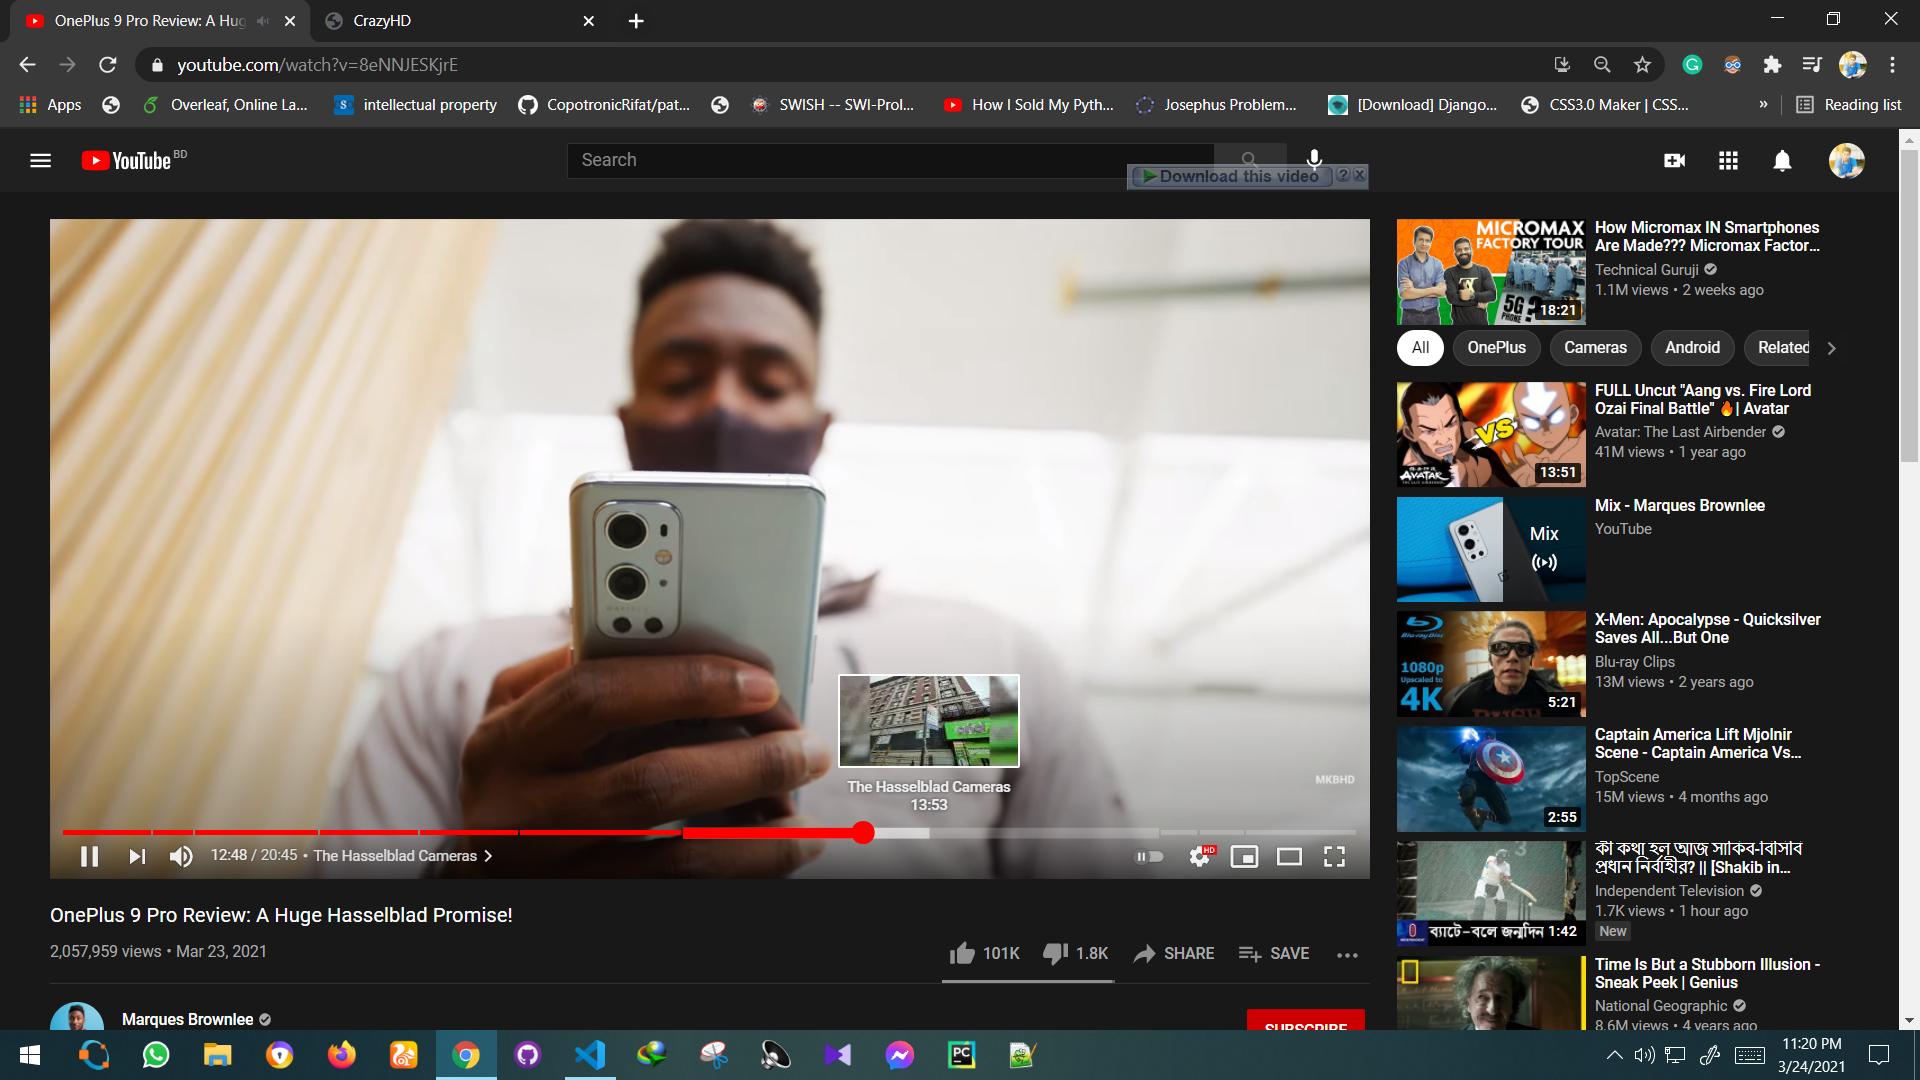 OnePlus 9 Pro Review: A Hug
CrazyHD
youtube.com/watch?v=8eNNJESKjrE
Apps
Overleaf, Online La...
intellectual property
CopotronicRifat/pat...
SWISH -- SWI-Prol...
How I Sold My Pyth...
Josephus Problem...
[Download] Django...
CSS3.0 Maker | CSS...
»
Reading list
YouTube BD
Search
Download this video
MICROMAX
FACTORY TOUR
5G ?
PHONE
18:21
How Micromax IN Smartphones
Are Made??? Micromax Factor...
Technical Guruji
1.1M views • 2 weeks ago
All
OnePlus
Cameras
Android
Related
VS
AVATAR
13:51
FULL Uncut "Aang vs. Fire Lord
Ozai Final Battle" 🔥| Avatar
Avatar: The Last Airbender
41M views • 1 year ago
Mix
Mix - Marques Brownlee
YouTube
Blu-ray Disc
1080p
Upscaled to
4K
5:21
X-Men: Apocalypse - Quicksilver
Saves All...But One
Blu-ray Clips
13M views • 2 years ago
2:55
Captain America Lift Mjolnir
Scene - Captain America Vs...
TopScene
15M views • 4 months ago
ব্যাটে-বলে জন্মদিন 1:42
কী কথা হল আজ সাকিব-বিসিবি
প্রধান নির্বাহীর? || [Shakib in...
Independent Television
1.7K views • 1 hour ago
New
Time Is But a Stubborn Illusion -
Sneak Peek | Genius
National Geographic
8.6M views • 4 years ago
MKBHD
The Hasselblad Cameras
13:53
12:48 / 20:45 • The Hasselblad Cameras
HD
OnePlus 9 Pro Review: A Huge Hasselblad Promise!
2,057,959 views • Mar 23, 2021
101K
1.8K
SHARE
SAVE
Marques Brownlee
SUBSCRIBE
PC
11:20 PM
3/24/2021